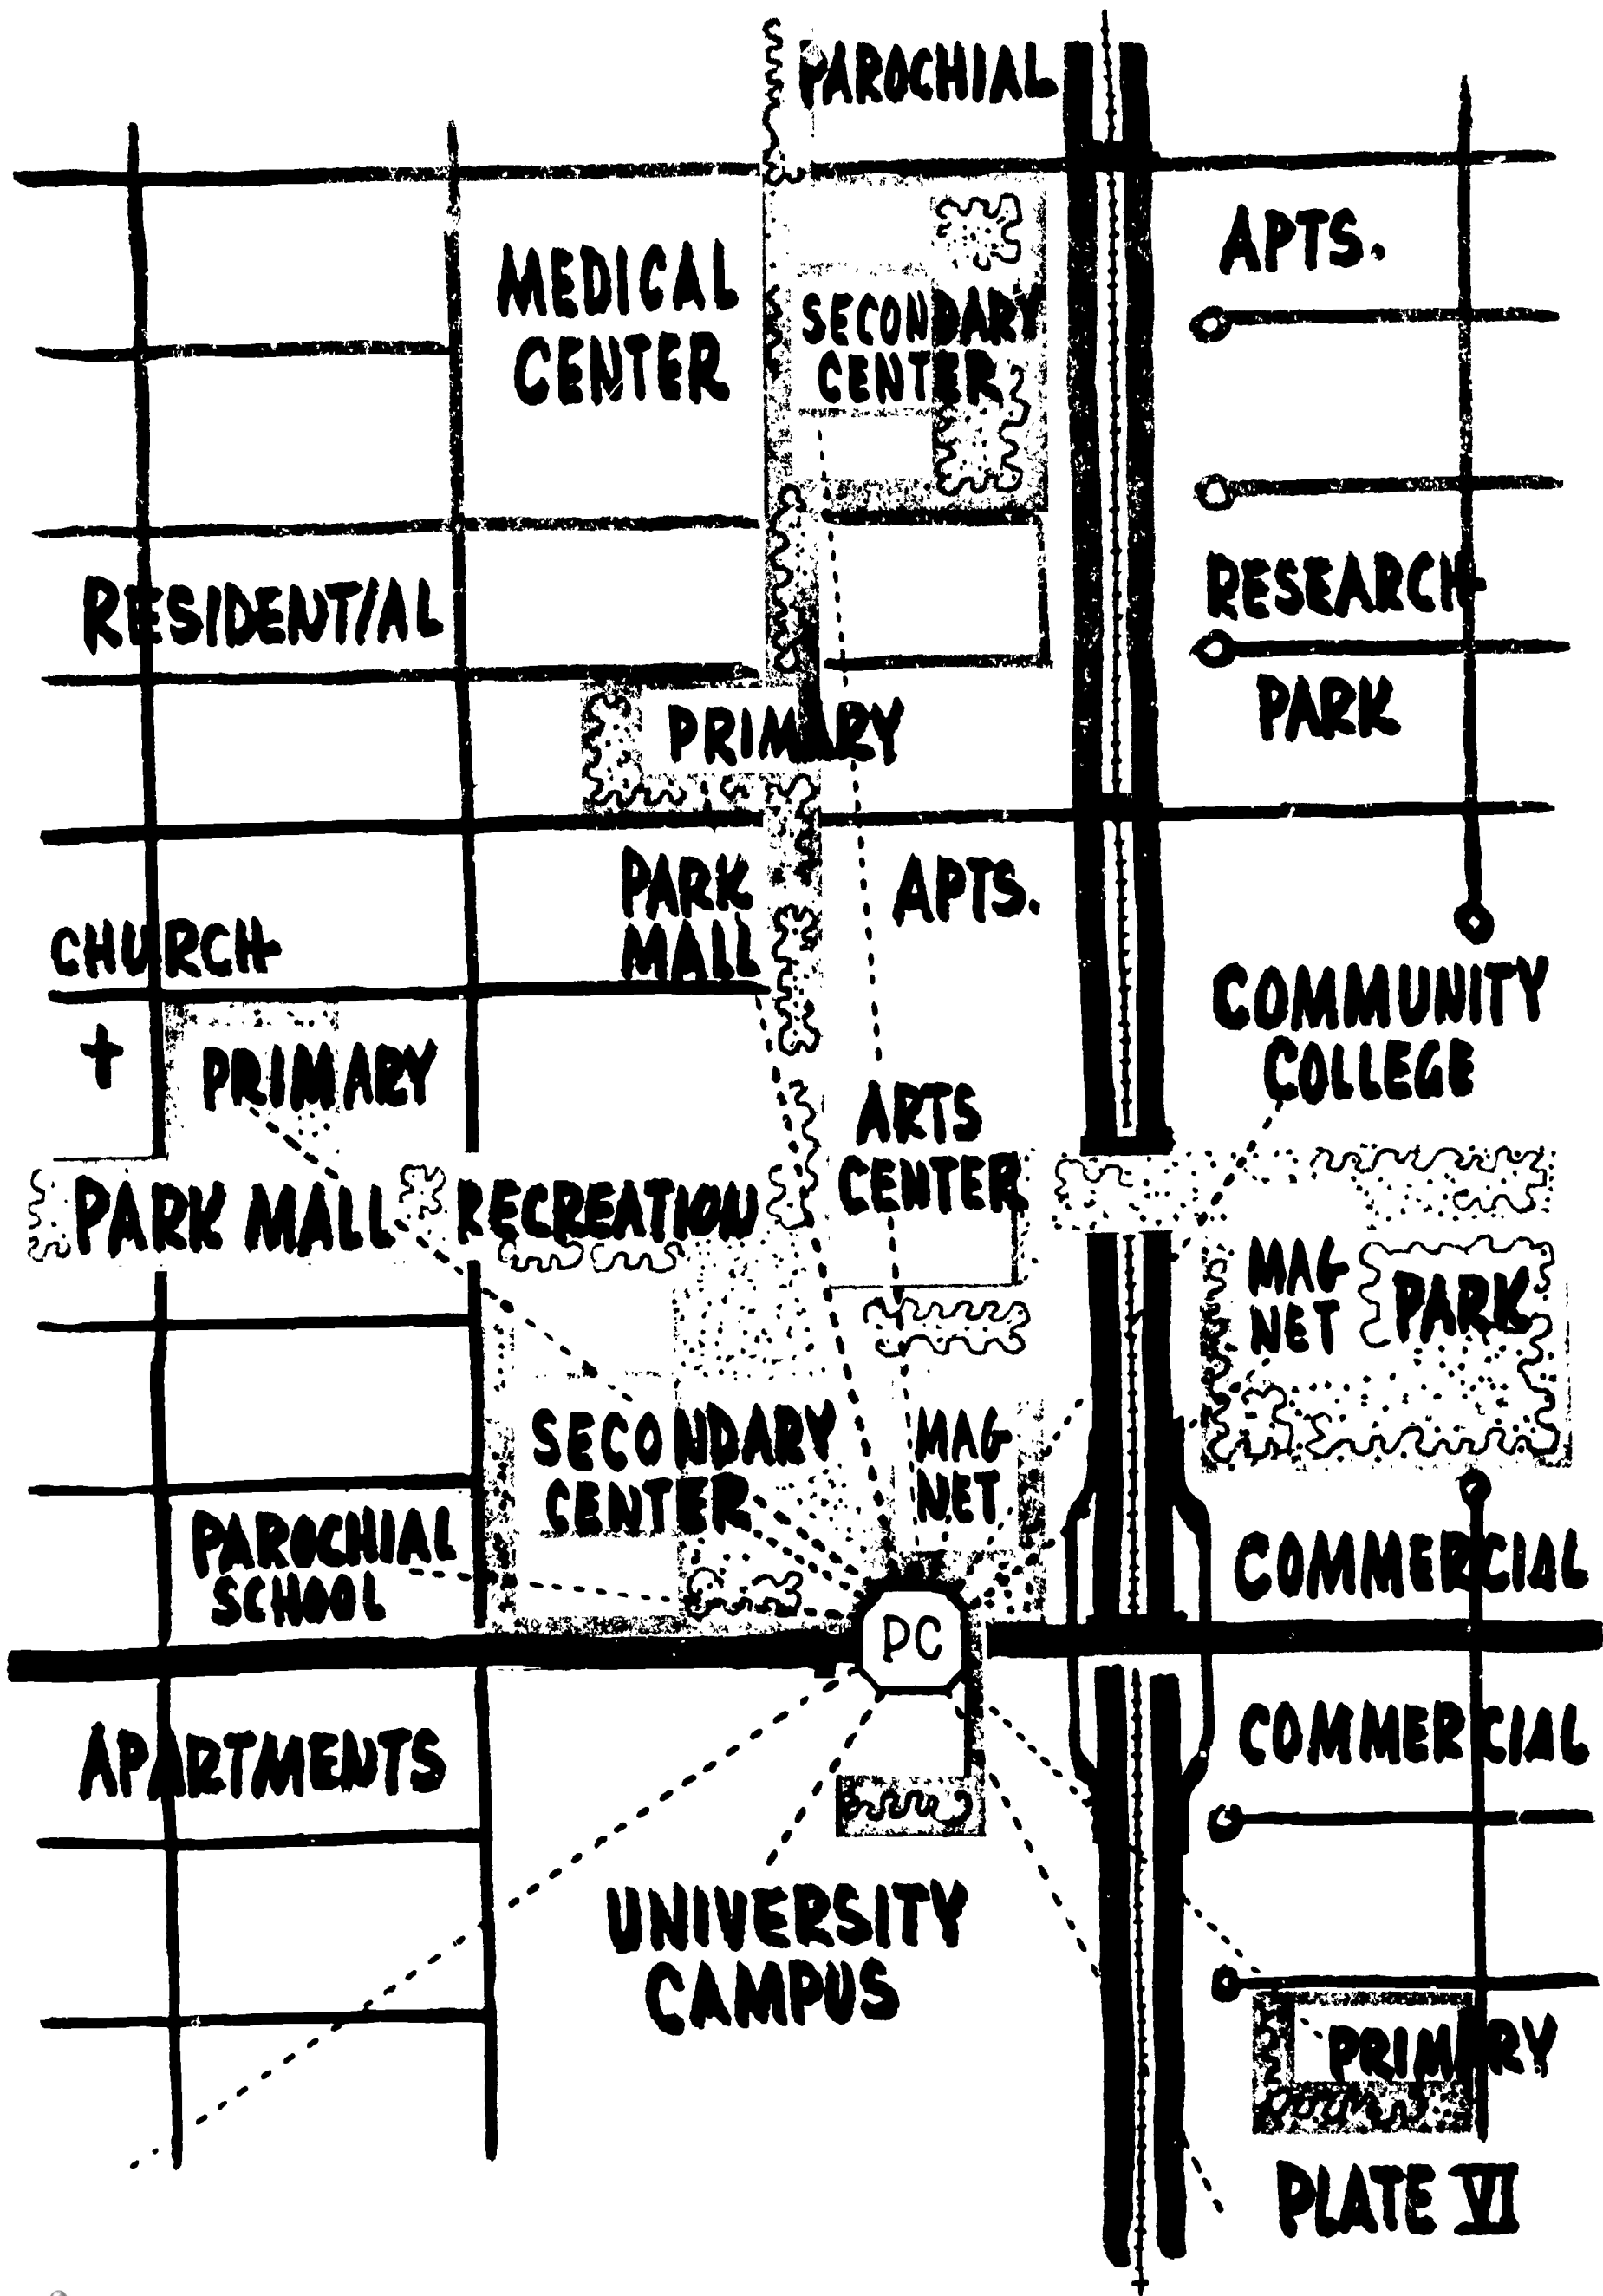 PAROCHIAL
APTS.
MEDICAL
CENTER
SECONDARY
CENTER
RESIDENTIAL
RESEARCH
PARK
PRIMARY
PARK
MALL
APTS.
CHURCH
COMMUNITY
COLLEGE
PRIMARY
ARTS
CENTER
PARK MALL
RECREATION
MAG
NET
PARK
SECONDARY
CENTER
MAG
NET
PAROCHIAL
SCHOOL
COMMERCIAL
PC
APARTMENTS
COMMERCIAL
UNIVERSITY
CAMPUS
PRIMARY
PLATE VI